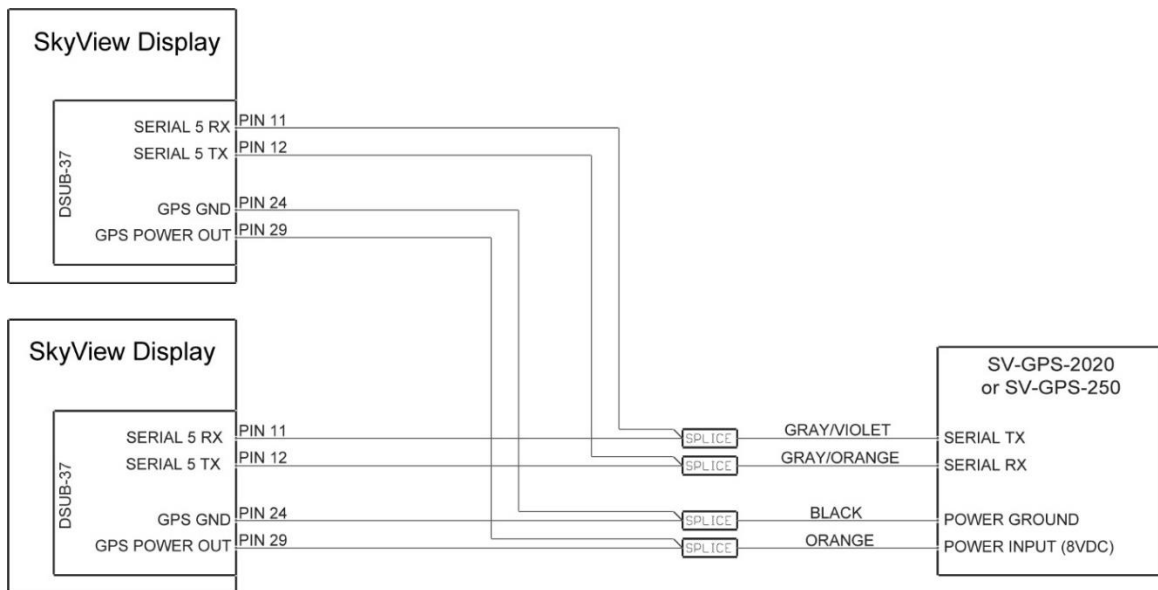 SkyView Display
DSUB-37
SERIAL 5 RX PIN 11
SERIAL 5 TX PIN 12
GPS GND PIN 24
GPS POWER OUT PIN 29
SkyView Display
DSUB-37
SERIAL 5 RX PIN 11
SERIAL 5 TX PIN 12
GPS GND PIN 24
GPS POWER OUT PIN 29
SV-GPS-2020
or SV-GPS-250
SPLICE GRAY/VIOLET SERIAL TX
SPLICE GRAY/ORANGE SERIAL RX
SPLICE BLACK POWER GROUND
SPLICE ORANGE POWER INPUT (8VDC)